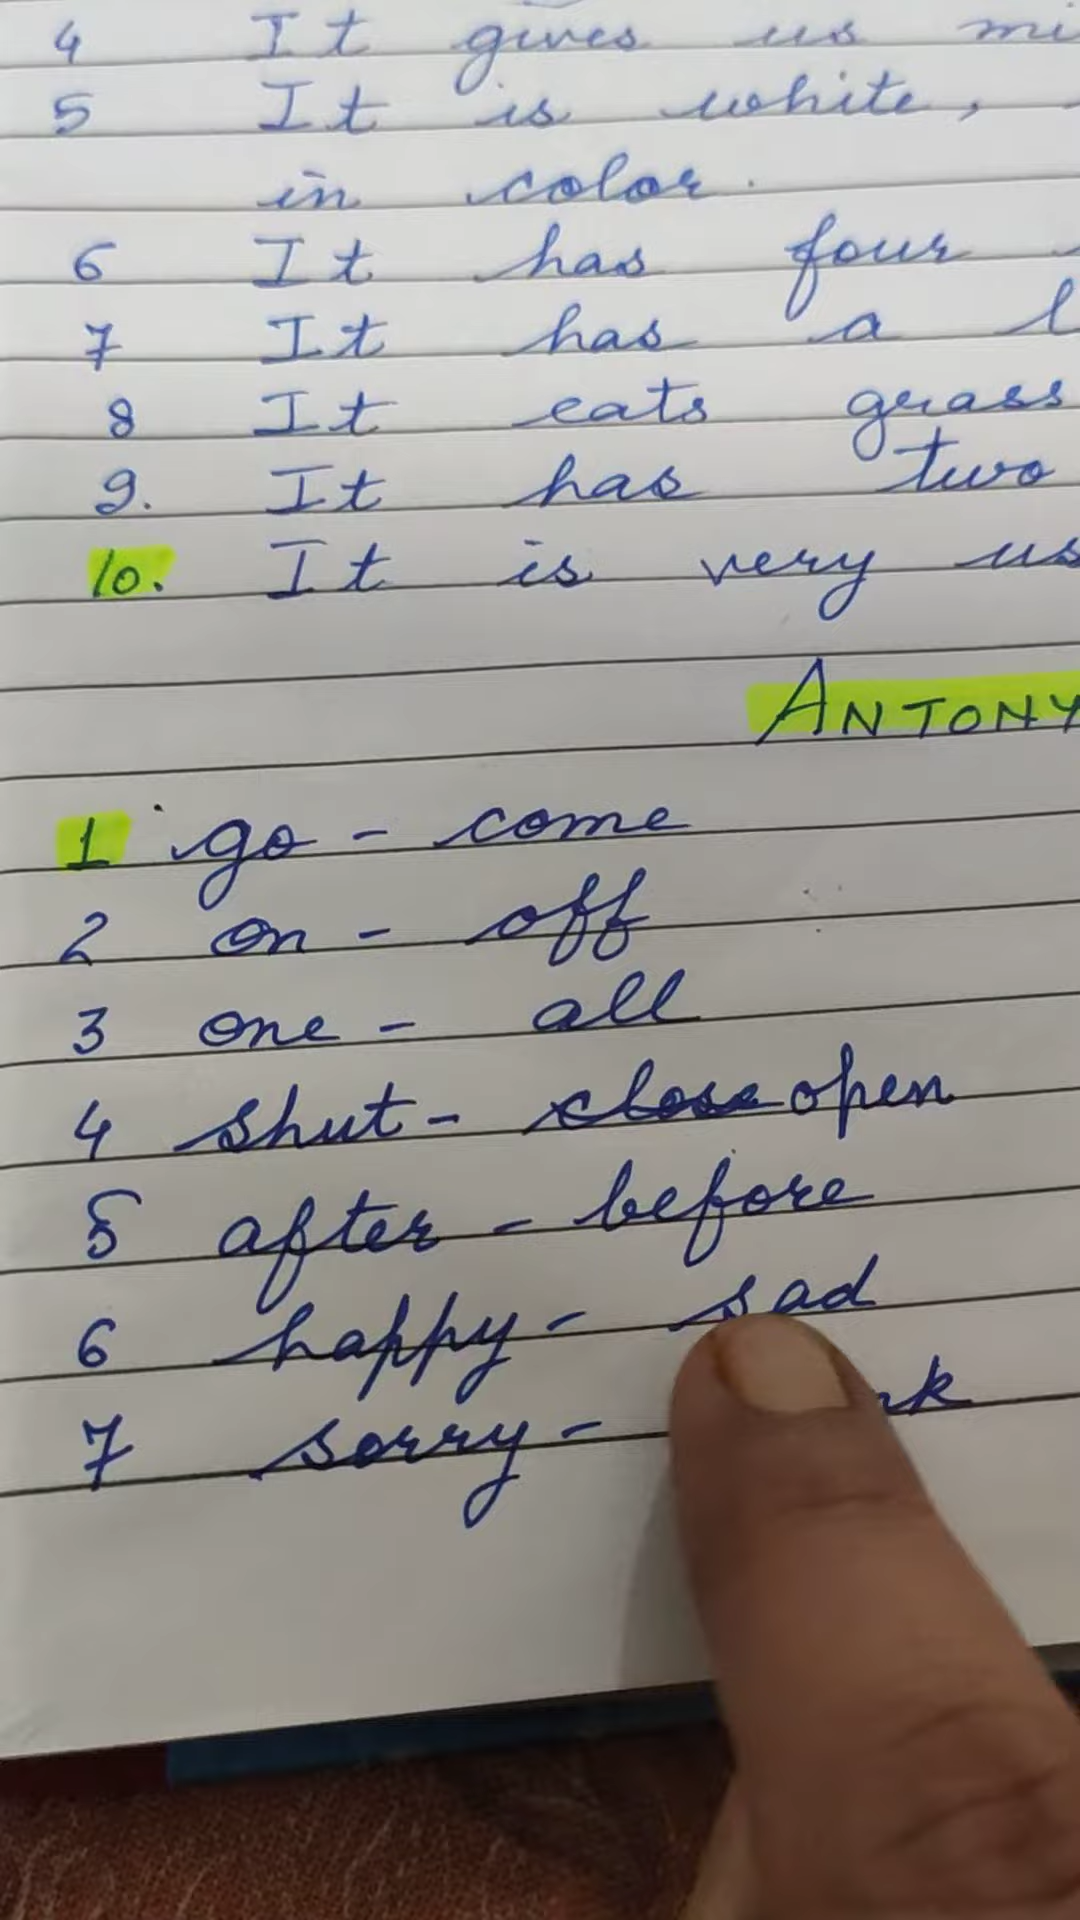 4 It gives us
5 It is white,
in color.
6 It has four
7 It has a
8 It eats grass
9. It has two
10. It is very
ANTONY
1 go - come
2 on - off
3 one - all
4 shut - close open
5 after - before
6 happy - sad
7 sorry -